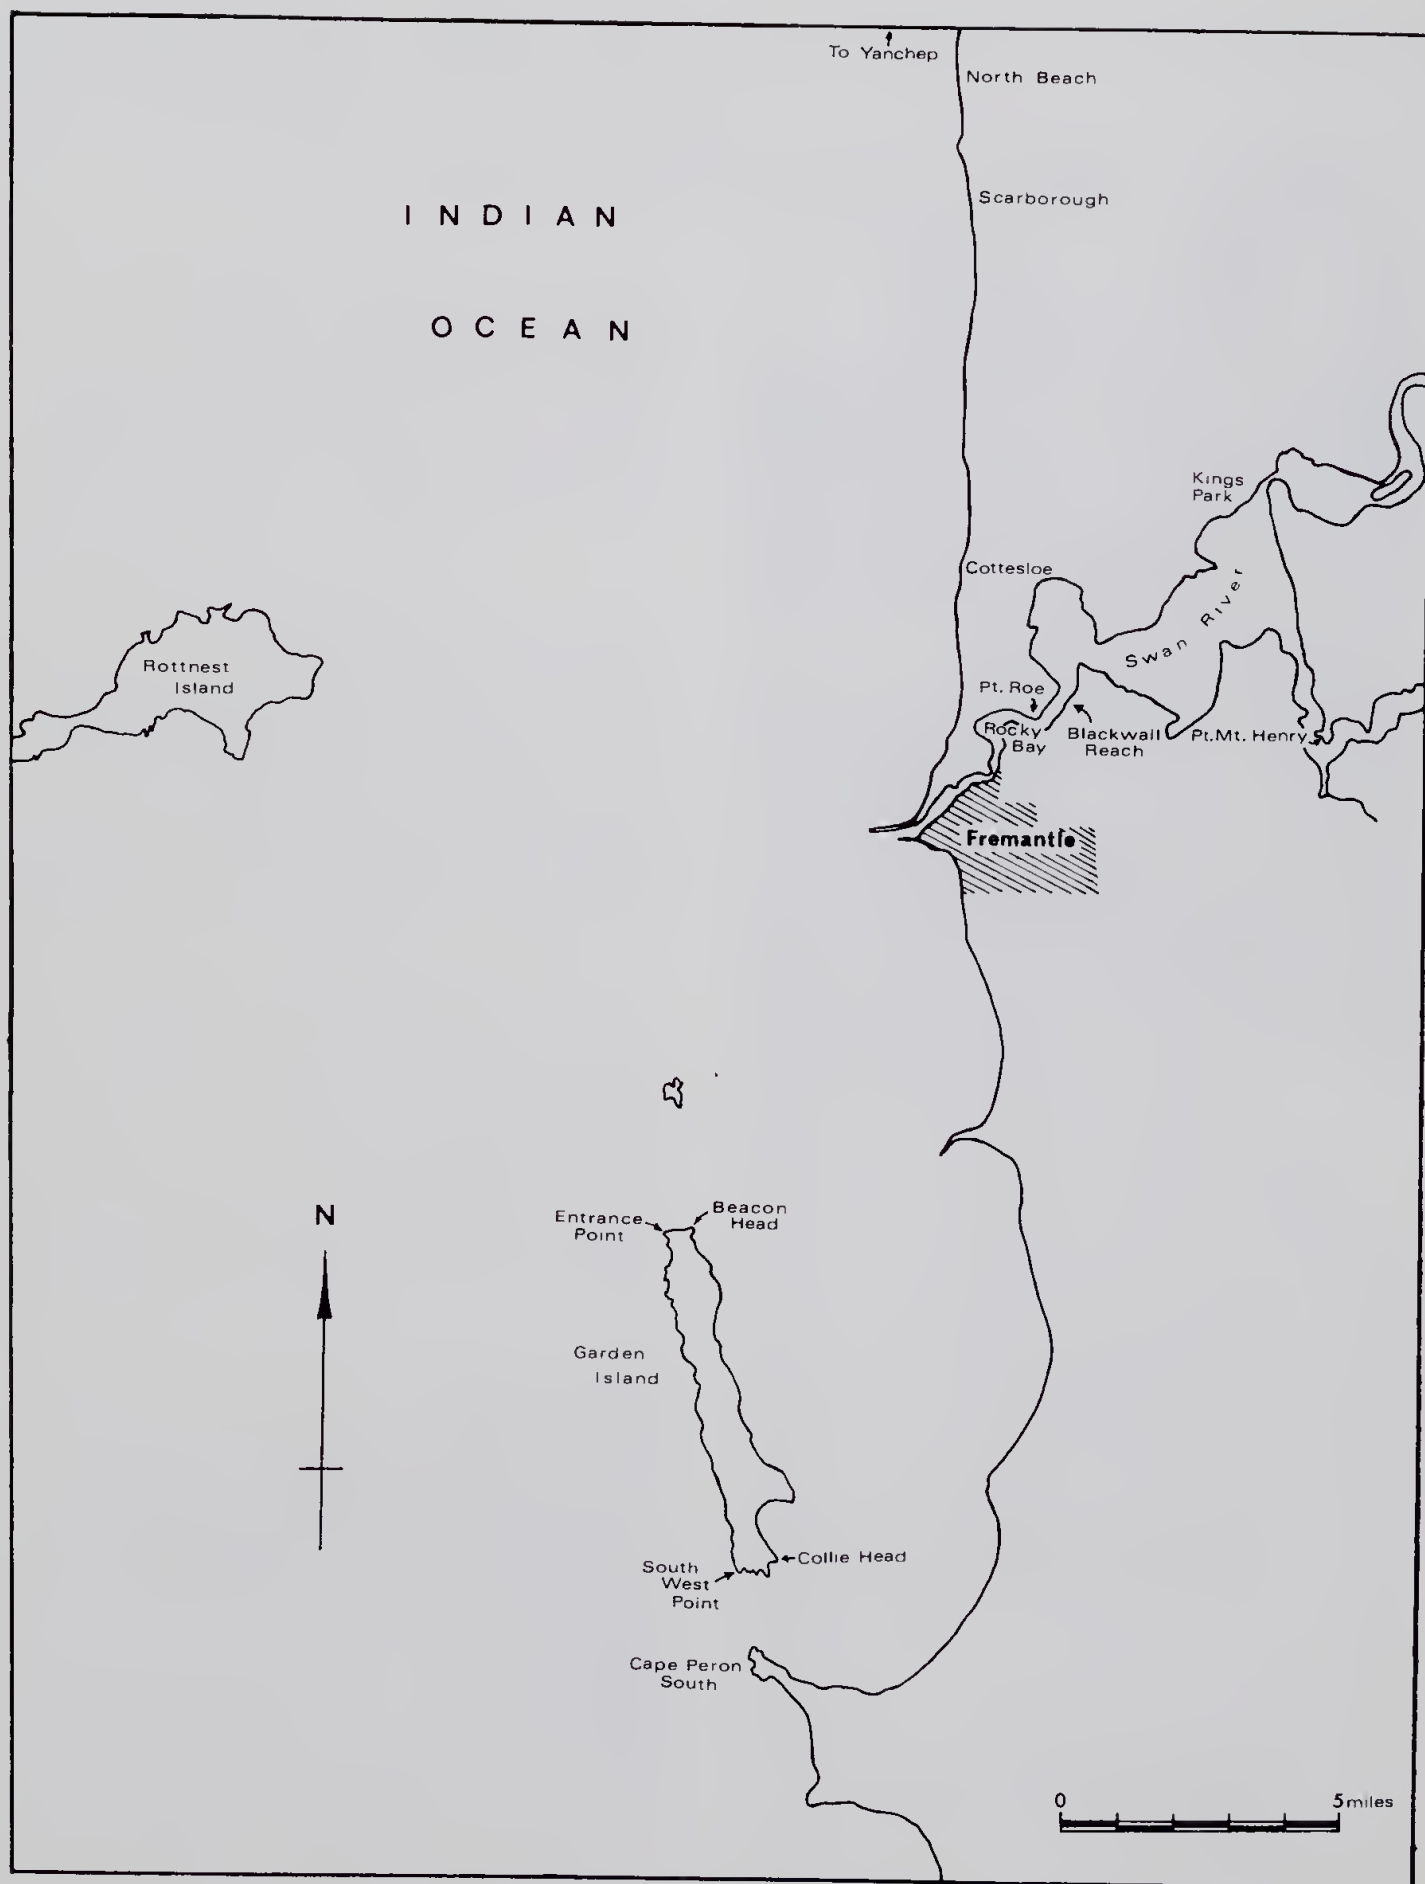 To Yanchep
North Beach
Scarborough
INDIAN
OCEAN
Kings
Park
Cottesloe
Swan River
Rottnest
Island
Pt. Roe
Rocky
Bay
Blackwall
Reach
Pt.Mt. Henry
Fremantle
N
Entrance
Point
Beacon
Head
Garden
Island
Collie Head
South
West
Point
Cape Peron
South
0 5 miles